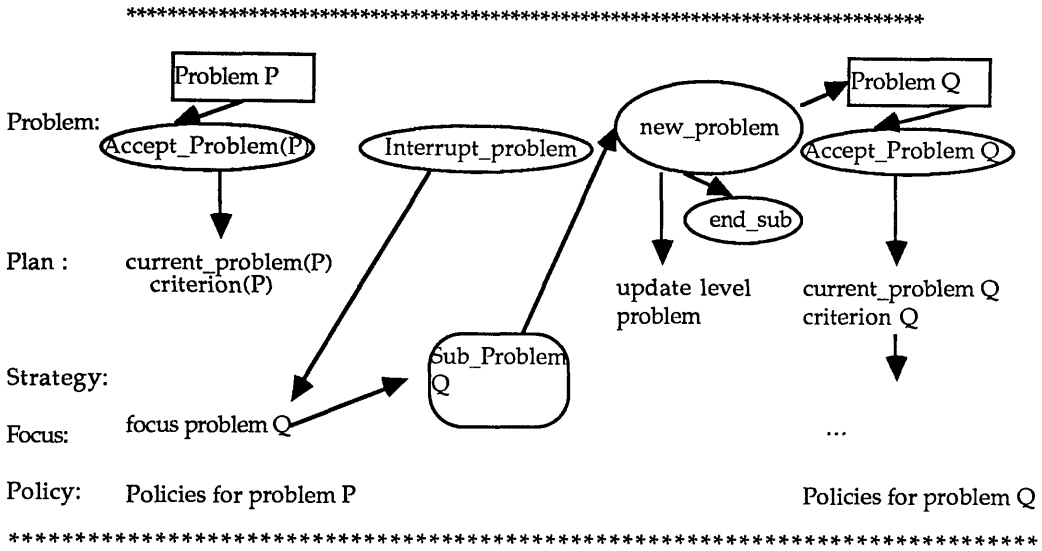 ****************************************************************************
Problem P
Problem Q
Problem:
Accept_Problem(P)
Interrupt_problem
new_problem
Accept_Problem Q
end_sub
Plan :
current_problem(P)
criterion(P)
update level
problem
current_problem Q
criterion Q
Strategy:
Sub_Problem
Q
Focus:
focus problem Q
...
Policy:
Policies for problem P
Policies for problem Q
****************************************************************************